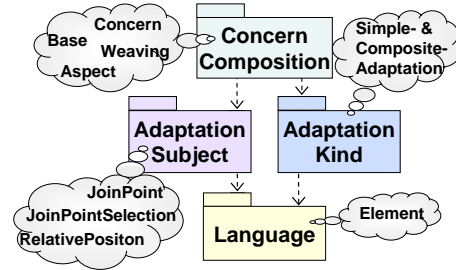 Concern
Base
Weaving
Aspect
Concern
Composition
Simple- &
Composite-
Adaptation
Adaptation
Subject
Adaptation
Kind
JoinPoint
JoinPointSelection
RelativePositon
Language
Element